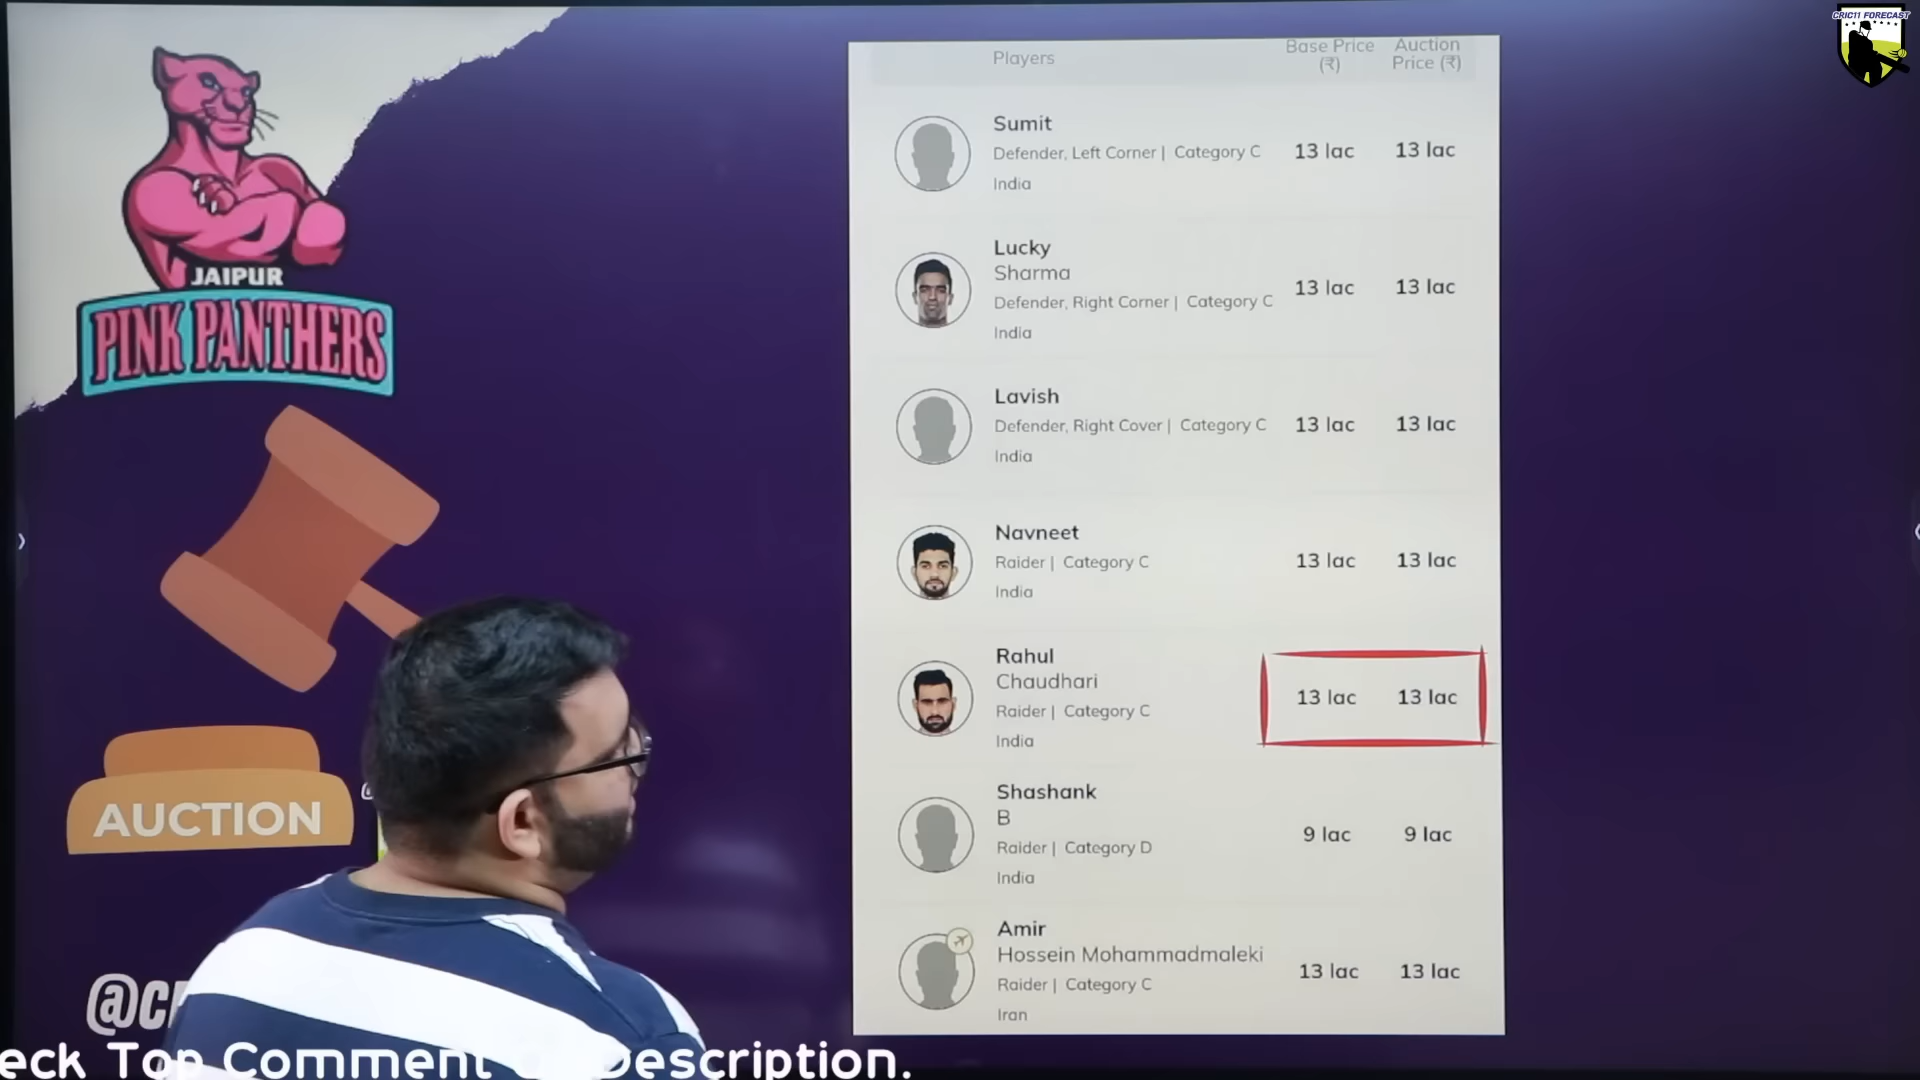 CRIC11 FORECAST
JAIPUR
PINK PANTHERS
AUCTION
Players
Base Price (₹)
Auction Price (₹)
Sumit
Defender, Left Corner | Category C
India
13 lac 13 lac
Lucky
Sharma
Defender, Right Corner | Category C
India
13 lac 13 lac
Lavish
Defender, Right Cover | Category C
India
13 lac 13 lac
Navneet
Raider | Category C
India
13 lac 13 lac
Rahul
Chaudhari
Raider | Category C
India
13 lac 13 lac
Shashank
B
Raider | Category D
India
9 lac 9 lac
Amir
Hossein Mohammadmaleki
Raider | Category C
Iran
13 lac 13 lac
Top Comment Description.